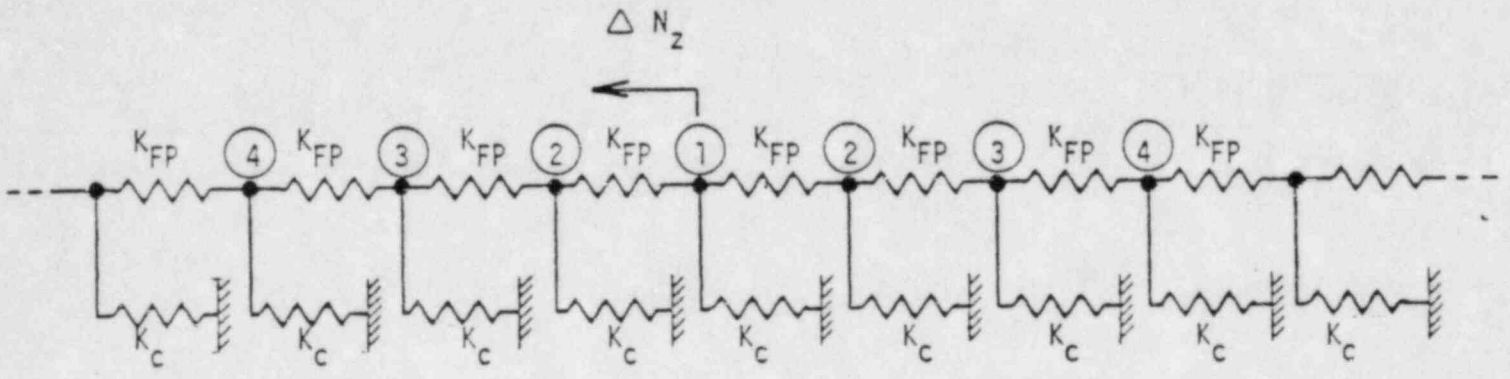 △ N_z
K_FP ④ K_FP ③ K_FP ② K_FP ① K_FP ② K_FP ③ K_FP ④ K_FP
K_C K_C K_C K_C K_C K_C K_C K_C K_C